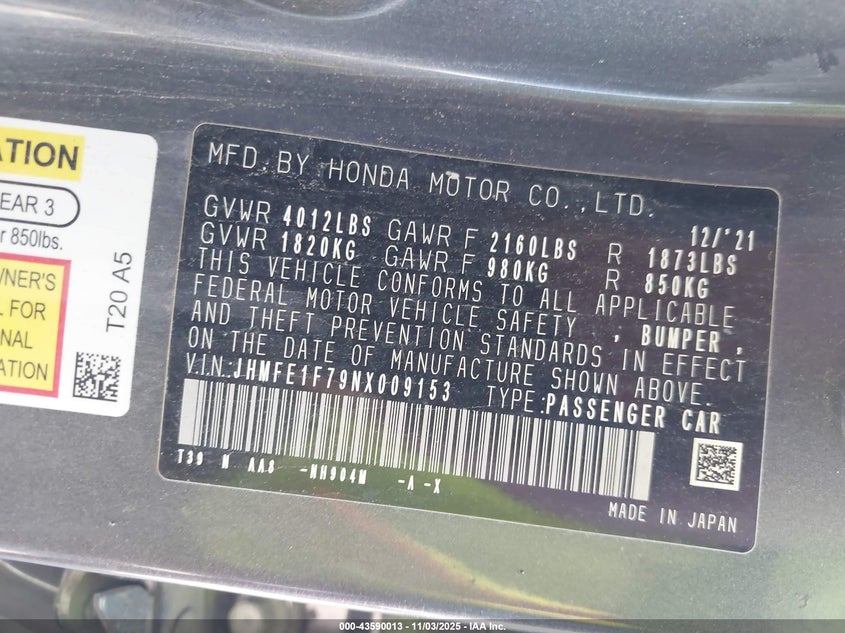 ATION
EAR 3
r 850lbs.
WNER'S
L FOR
NAL
ATION
T20 A5
MFD.BY HONDA MOTOR CO.,LTD.
12/'21
GVWR 4012LBS GAWR F 2160LBS R 1873LBS
GVWR 1820KG GAWR F 980KG R 850KG
THIS VEHICLE CONFORMS TO ALL APPLICABLE
FEDERAL MOTOR VEHICLE SAFETY , BUMPER ,
AND THEFT PREVENTION STANDARDS IN EFFECT
ON THE DATE OF MANUFACTURE SHOWN ABOVE.
V.I.N.:JHMFE1F79NX009153 TYPE:PASSENGER CAR
T39 N AA8 -NH904M -A -X
MADE IN JAPAN
000-43590013 - 11/03/2025 - IAA Inc.